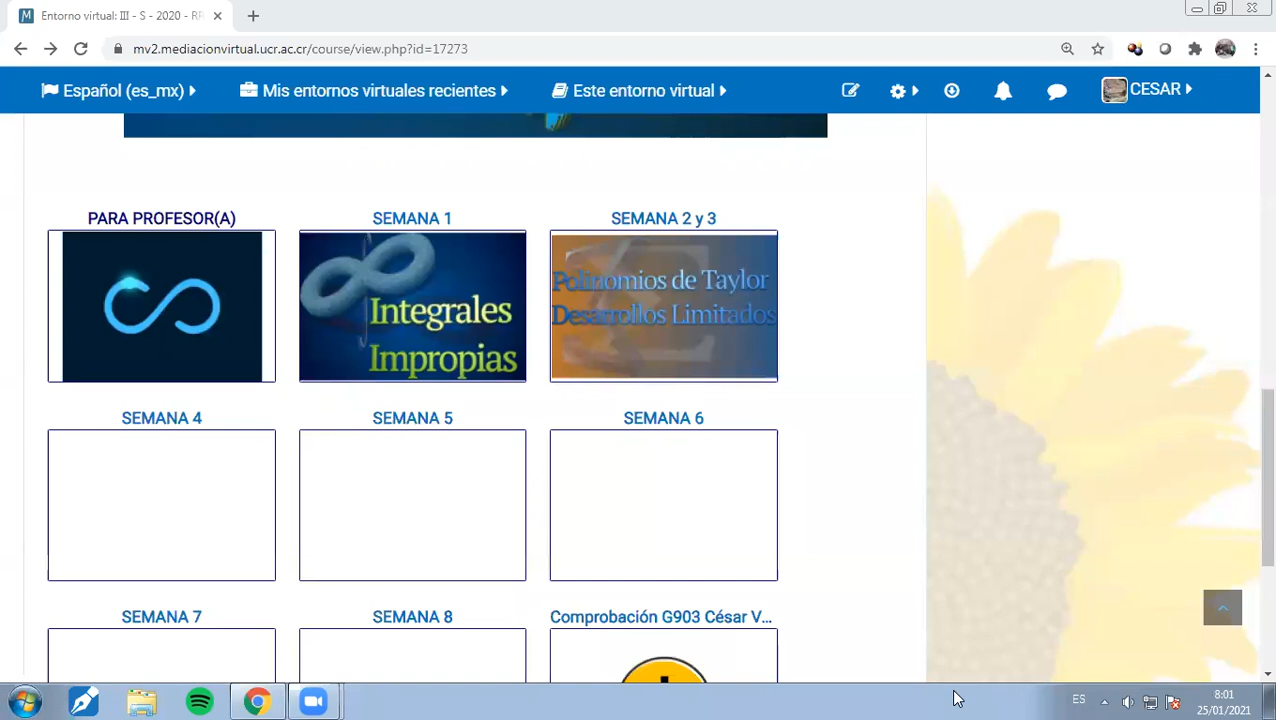 Entorno virtual: III - S - 2020 - RR
mv2.mediacionvirtual.ucr.ac.cr/course/view.php?id=17273
Español (es_mx) Mis entornos virtuales recientes Este entorno virtual CESAR
PARA PROFESOR(A) SEMANA 1 SEMANA 2 y 3
Integrales
Impropias
Polinomios de Taylor
Desarrollos Limitados
SEMANA 4 SEMANA 5 SEMANA 6
SEMANA 7 SEMANA 8 Comprobación G903 César V...
ES 8:01
25/01/2021